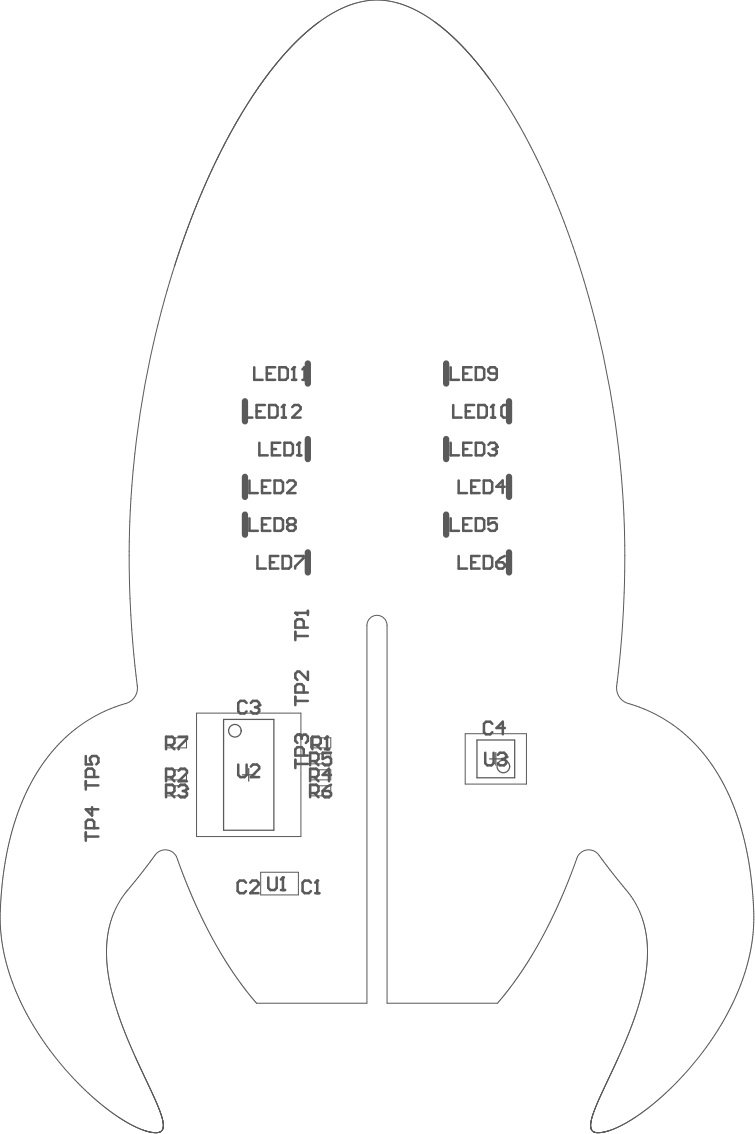 LED11 LED9
LED12 LED10
LED1 LED3
LED2 LED4
LED8 LED5
LED7 LED6
TP1
TP2
C3
C4
R7 TP3 R1
R5 U3
TP5 R2 U2 R4
R3 R6
TP4
C2 U1 C1